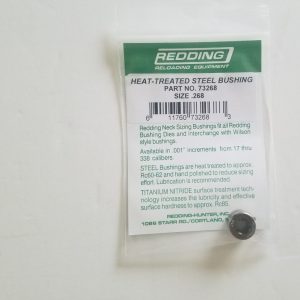 REDDING
RELOADING EQUIPMENT
HEAT-TREATED STEEL BUSHING
PART NO. 73268
SIZE .268
6 11760 73268 3
Redding Neck Sizing Bushings fit all Redding
Bushing Dies and Interchange with Wilson
style bushings.
Available in .001" increments from 17 thru
338 calibers.
STEEL Bushings are heat treated to approx.
Rc60-62 and hand polished to reduce sizing
effort. Lubrication is recommended.
TITANIUM NITRIDE surface treatment tech-
nology increases the lubricity and effective
surface hardness to approx. Rc85.
REDDING-HUNTER, INC.
1089 STARR RD./CORTLAND,